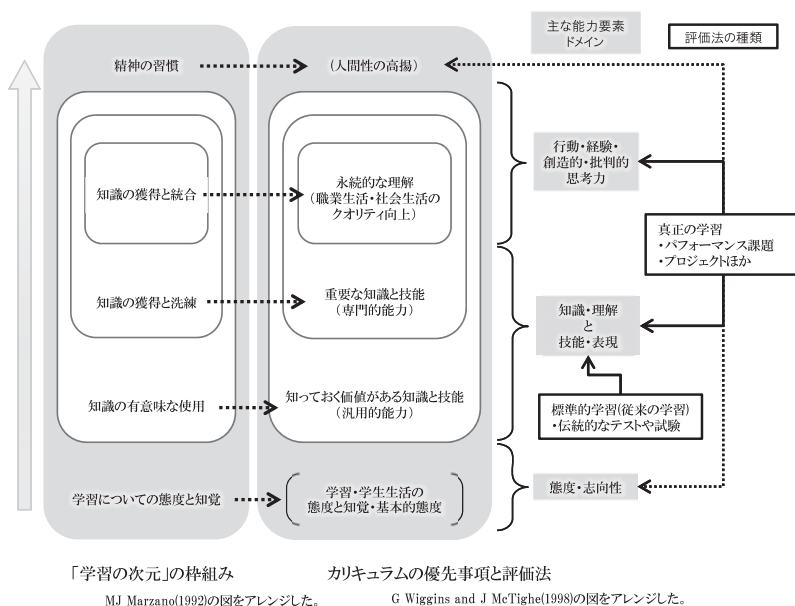 主な能力要素
ドメイン
評価法の種類
精神の習慣
(人間性の高揚)
知識の獲得と統合
永続的な理解
(職業生活・社会生活の
クオリティ向上)
行動・経験・
創造的・批判的
思考力
真正の学習
・パフォーマンス課題
・プロジェクトほか
知識の獲得と洗練
重要な知識と技能
(専門的能力)
知識・理解
と
技能・表現
知識の有意味な使用
知っておく価値がある知識と技能
(汎用的能力)
標準的学習(従来の学習)
・伝統的なテストや試験
学習についての態度と知覚
学習・学生生活の
態度と知覚・基本的態度
態度・志向性
「学習の次元」の枠組み
カリキュラムの優先事項と評価法
MJ Marzano(1992)の図をアレンジした。
G Wiggins and J McTighe(1998)の図をアレンジした。